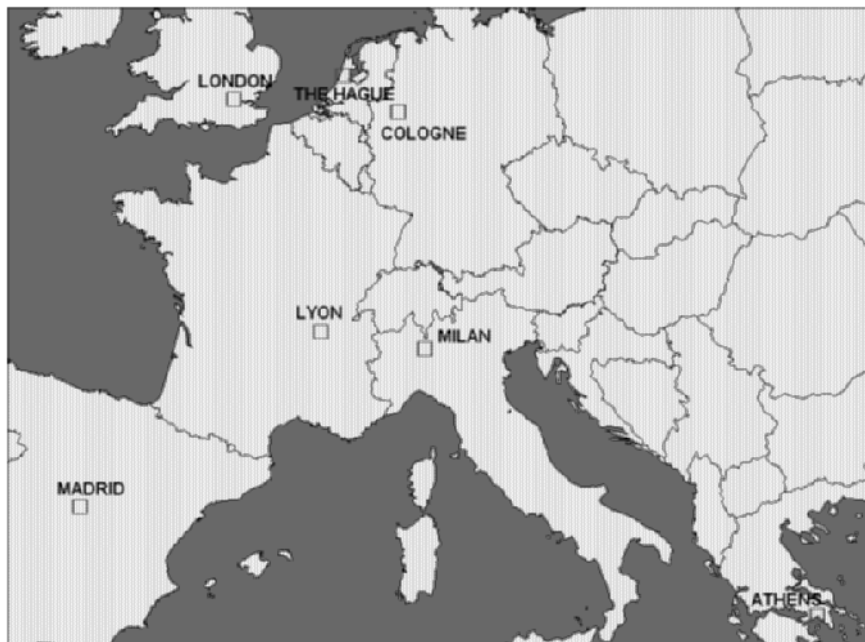 LONDON
THE HAGUE
COLOGNE
LYON
MILAN
MADRID
ATHENS